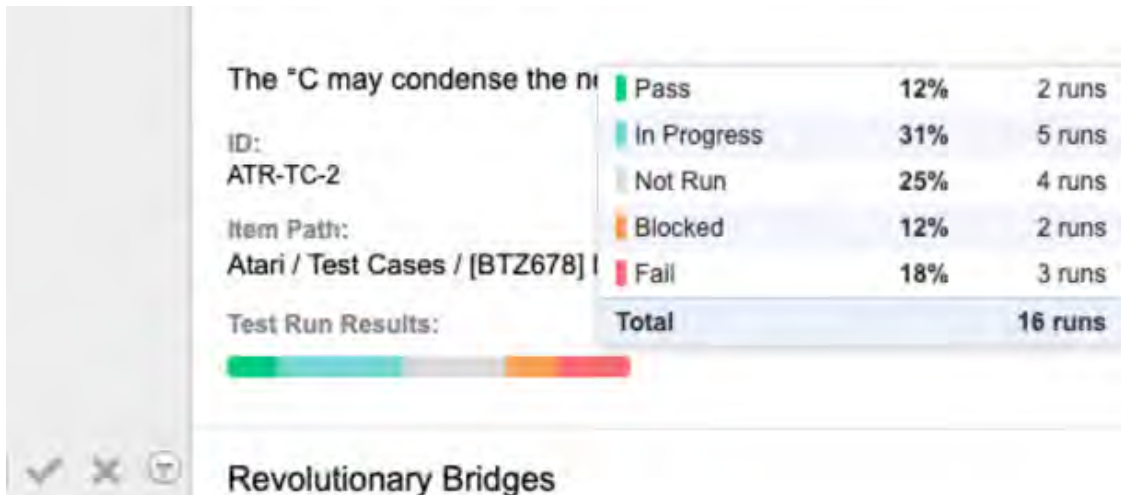 The °C may condense the
ID:
ATR-TC-2
Item Path:
Atari / Test Cases / [BTZ678]
Test Run Results:
Pass 12% 2 runs
In Progress 31% 5 runs
Not Run 25% 4 runs
Blocked 12% 2 runs
Fail 18% 3 runs
Total 16 runs
Revolutionary Bridges